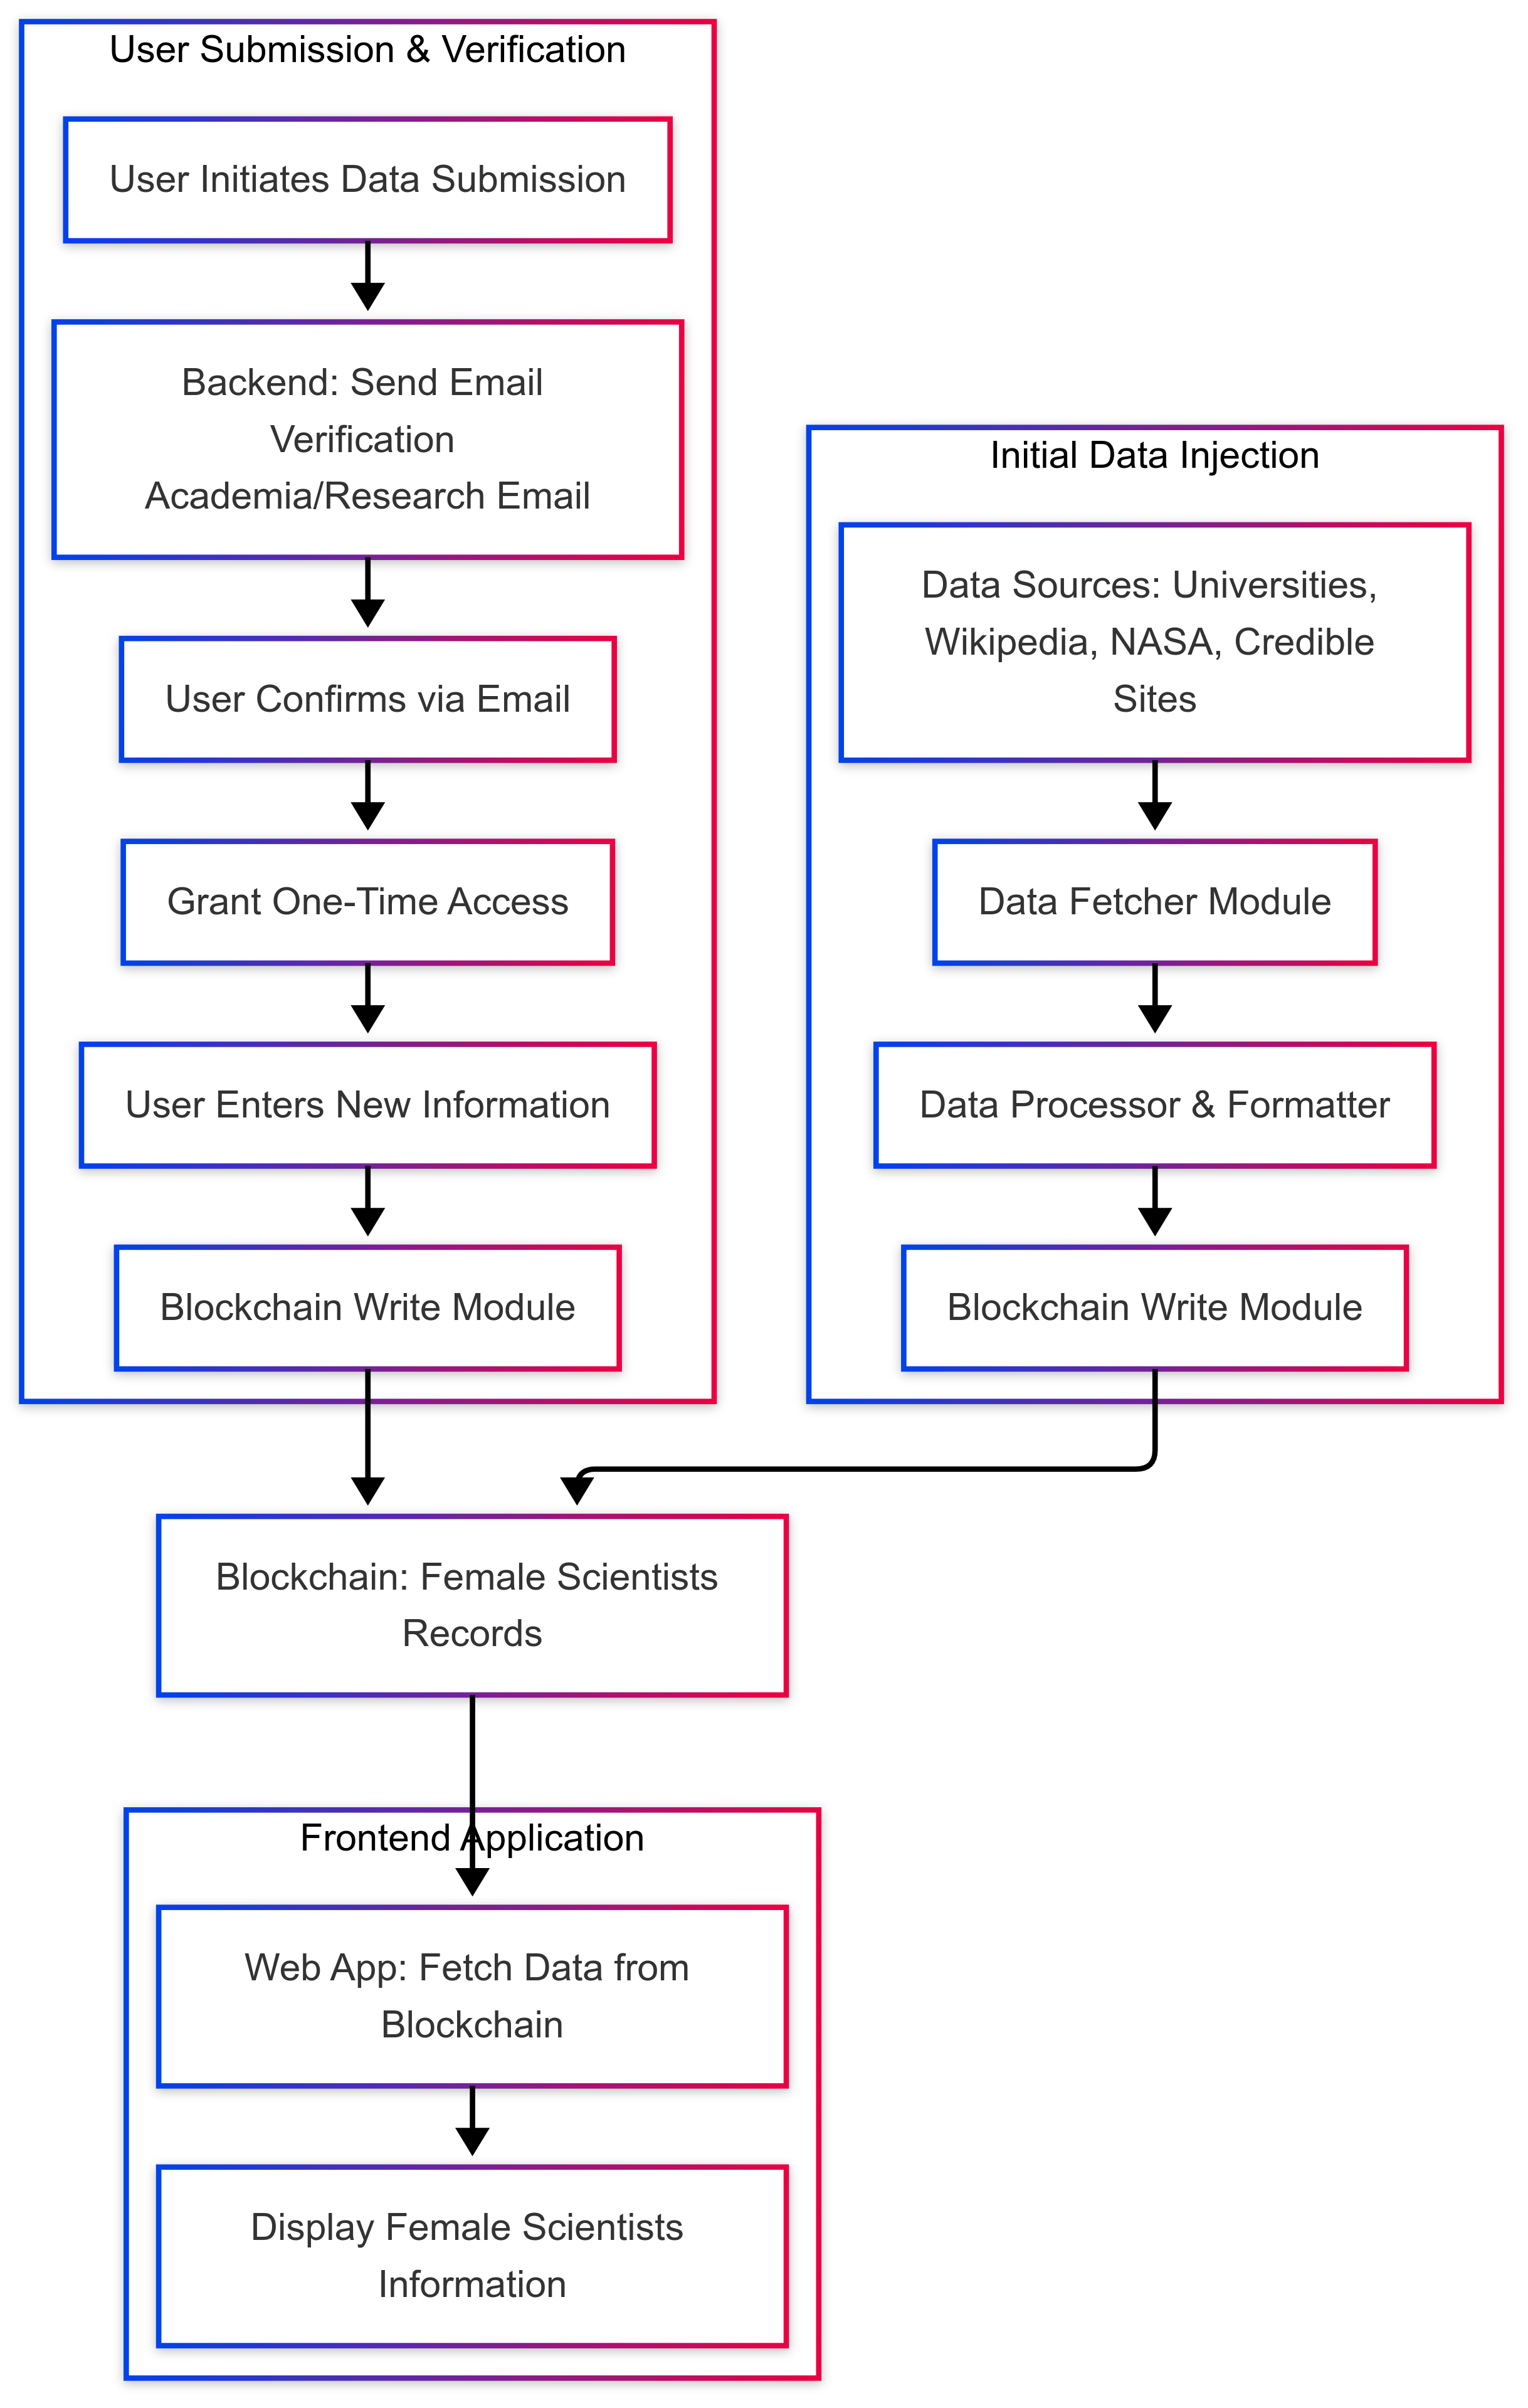 User Submission & Verification
User Initiates Data Submission
Backend: Send Email
Verification
Academia/Research Email
User Confirms via Email
Grant One-Time Access
User Enters New Information
Blockchain Write Module
Initial Data Injection
Data Sources: Universities,
Wikipedia, NASA, Credible
Sites
Data Fetcher Module
Data Processor & Formatter
Blockchain Write Module
Blockchain: Female Scientists
Records
Frontend Application
Web App: Fetch Data from
Blockchain
Display Female Scientists
Information